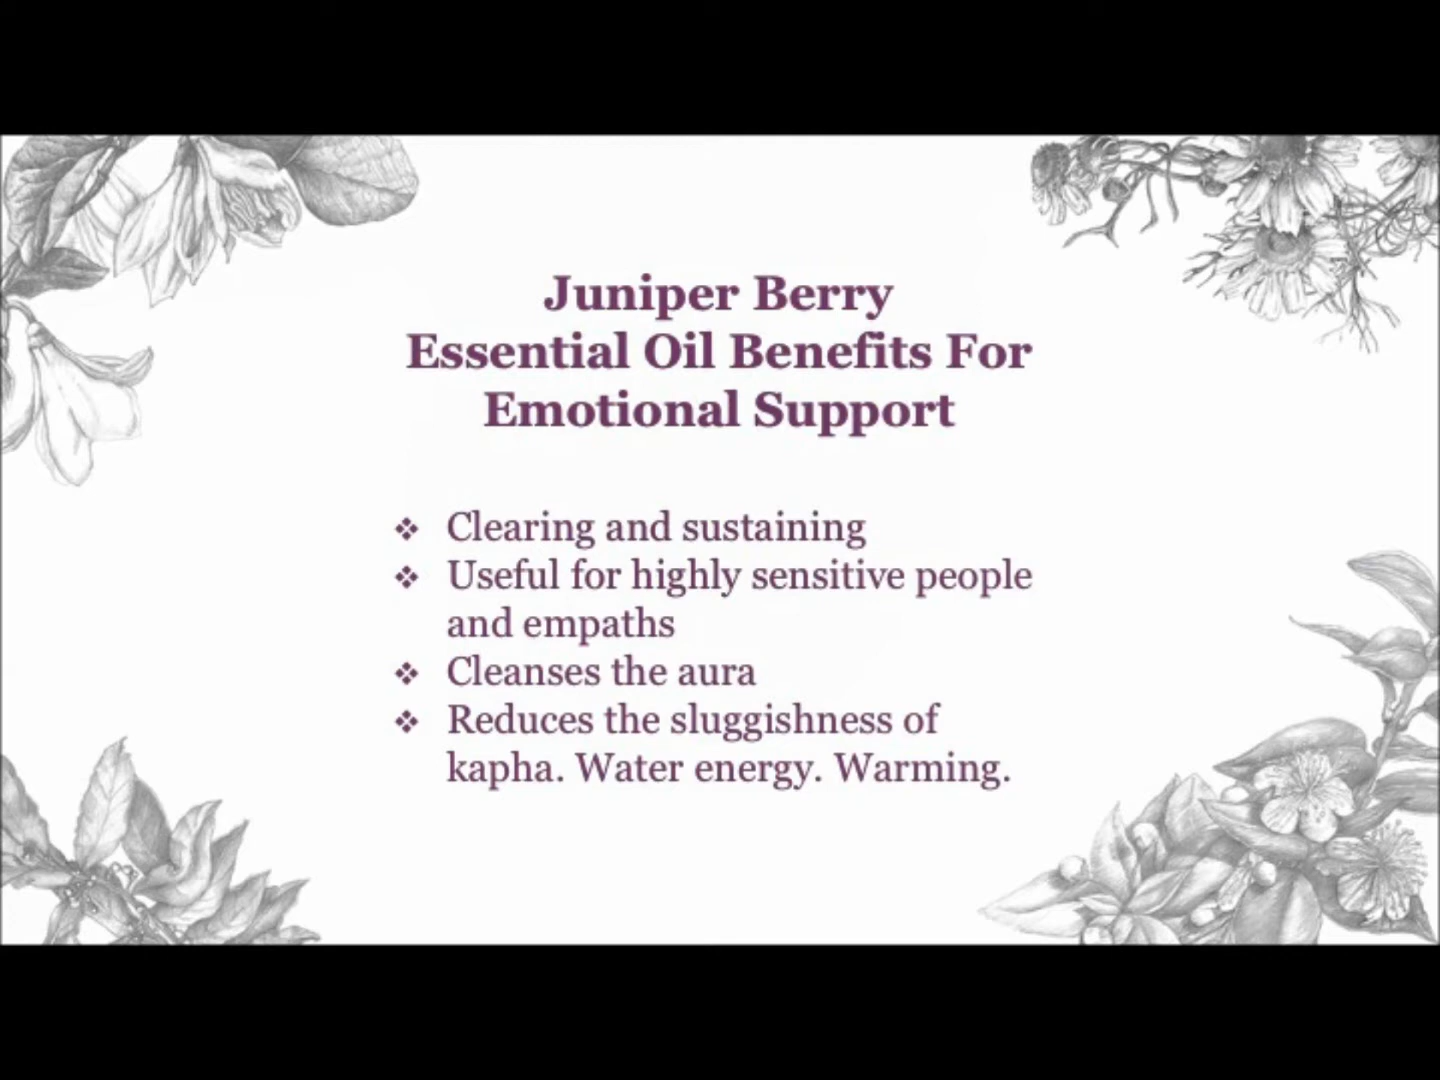 Juniper Berry
Essential Oil Benefits For
Emotional Support
❖ Clearing and sustaining
❖ Useful for highly sensitive people
and empaths
❖ Cleanses the aura
❖ Reduces the sluggishness of
kapha. Water energy. Warming.